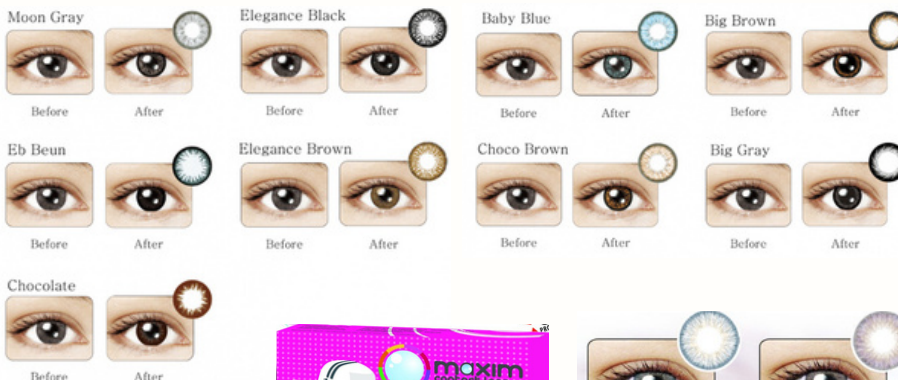 Moon Gray
Elegance Black
Baby Blue
Big Brown
Before
After
Before
After
Before
After
Before
After
Eb Beun
Elegance Brown
Choco Brown
Big Gray
Before
After
Before
After
Before
After
Before
After
Chocolate
maxim
Before
After